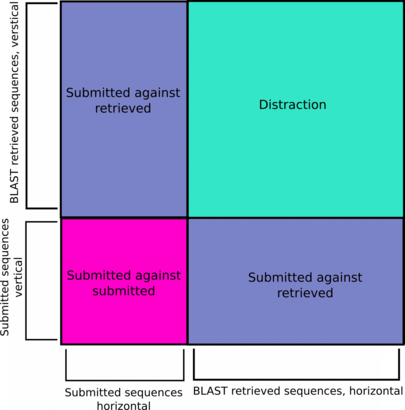 BLAST retrieved sequences, verstical
Submitted against
retrieved
Distraction
Submitted sequences
vertical
Submitted against
submitted
Submitted against
retrieved
Submitted sequences
horizontal
BLAST retrieved sequences, horizontal